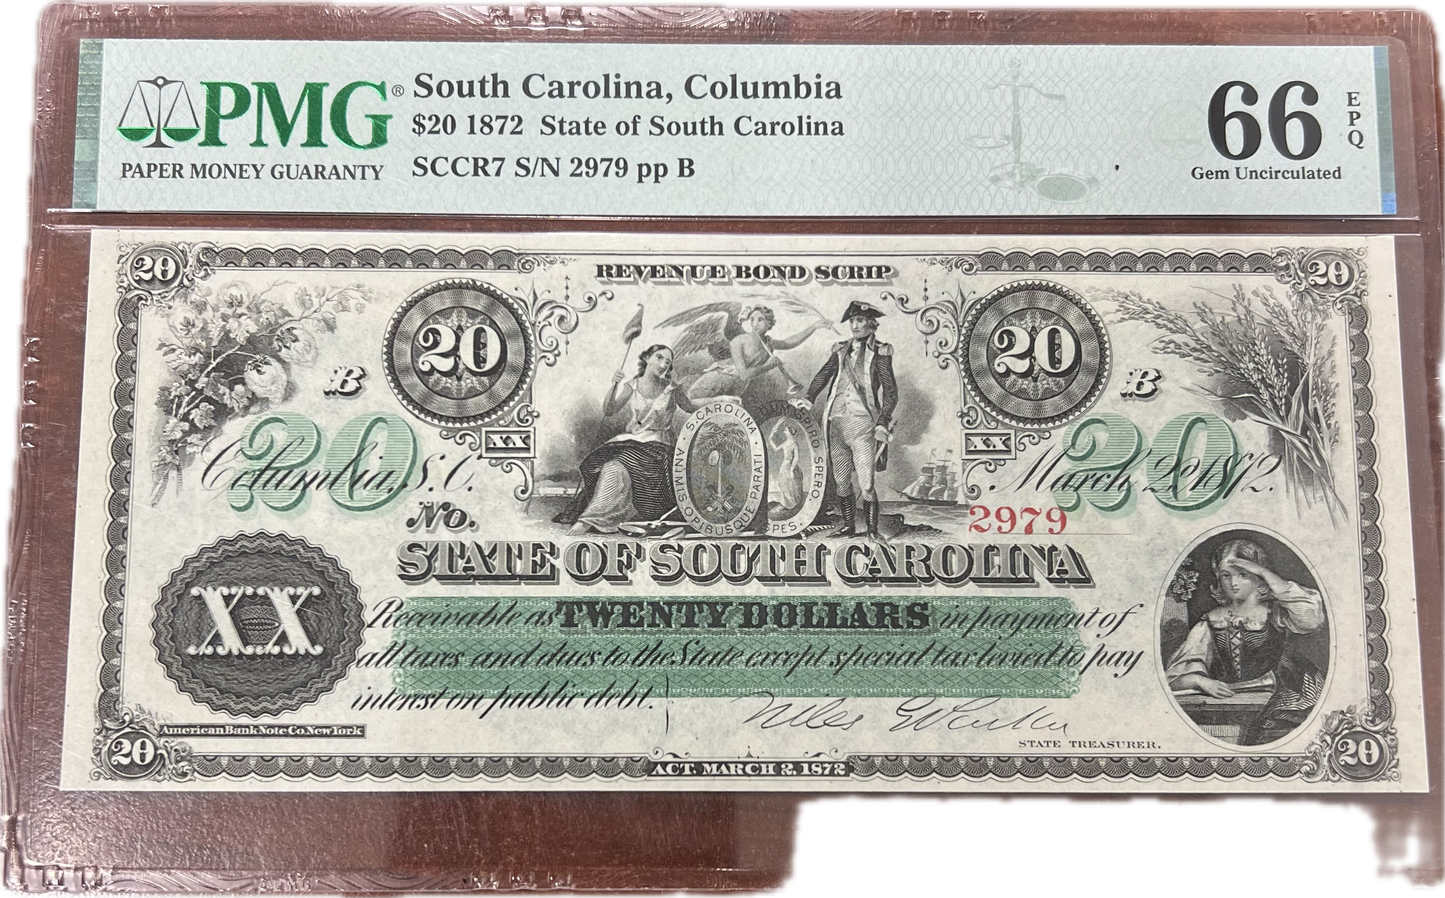 PMG®
PAPER MONEY GUARANTY
South Carolina, Columbia
$20 1872 State of South Carolina
SCCR7 S/N 2979 pp B
66
EPQ
Gem Uncirculated
20
REVENUE BOND SCRIP
20
20
20
B
B
S. CAROLINA
ANIMIS OPIBUSQUE PARATI
DUM SPIRO SPERO
SPES
XX
XX
20
20
Columbia, S.C.
March 2, 1872.
No.
2979
STATE OF SOUTH CAROLINA
XX
Receivable as TWENTY DOLLARS in payment of
all taxes and dues to the State except special tax levied to pay
interest on public debt.
Niles G Parker
American Bank Note Co. New York
STATE TREASURER.
20
ACT. MARCH 2, 1872
20